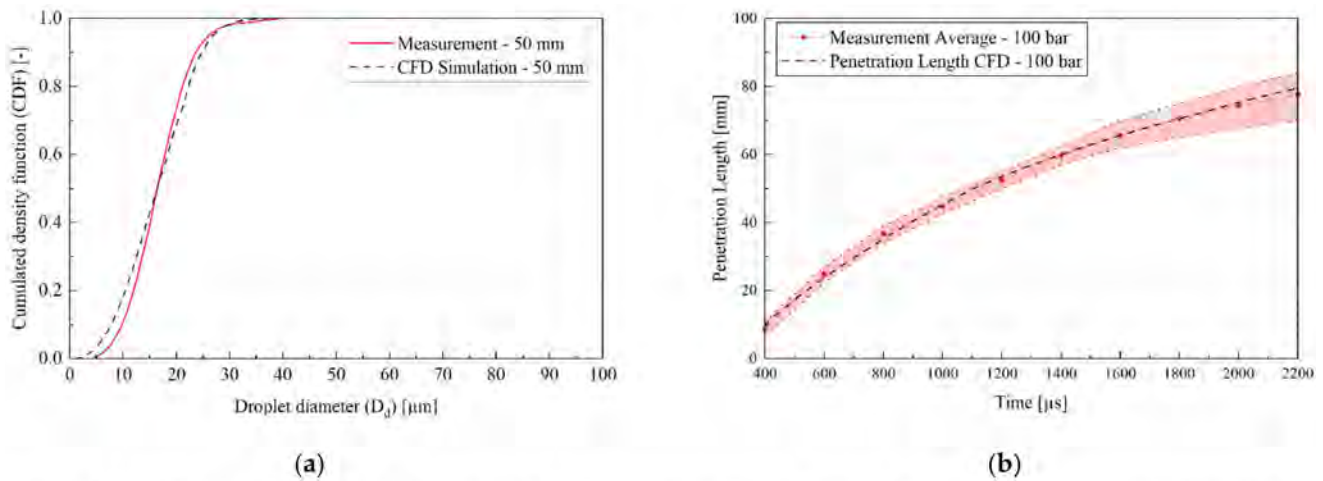 1.0
0.8
0.6
0.4
0.2
0.0
Cumulated density function (CDF) [-]
Measurement - 50 mm
CFD Simulation - 50 mm
0 10 20 30 40 50 60 70 80 90 100
Droplet diameter (D_d) [µm]
(a)
100
80
60
40
20
0
Penetration Length [mm]
Measurement Average - 100 bar
Penetration Length CFD - 100 bar
400 600 800 1000 1200 1400 1600 1800 2000 2200
Time [µs]
(b)